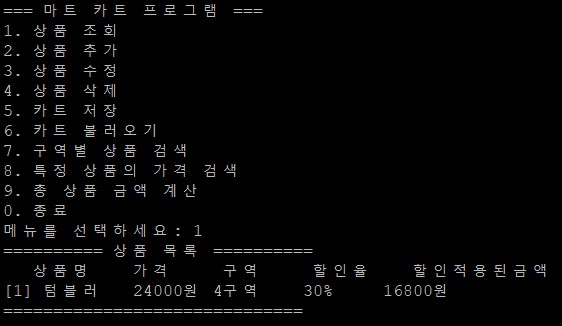 === 마트 카트 프로그램 ===
1. 상품 조회
2. 상품 추가
3. 상품 수정
4. 상품 삭제
5. 카트 저장
6. 카트 불러오기
7. 구역별 상품 검색
8. 특정 상품의 가격 검색
9. 총 상품 금액 계산
0. 종료
메뉴를 선택하세요: 1
========== 상품 목록 ==========
상품명 가격 구역 할인율 할인적용된금액
[1] 텀블러 24000원 4구역 30% 16800원
==============================